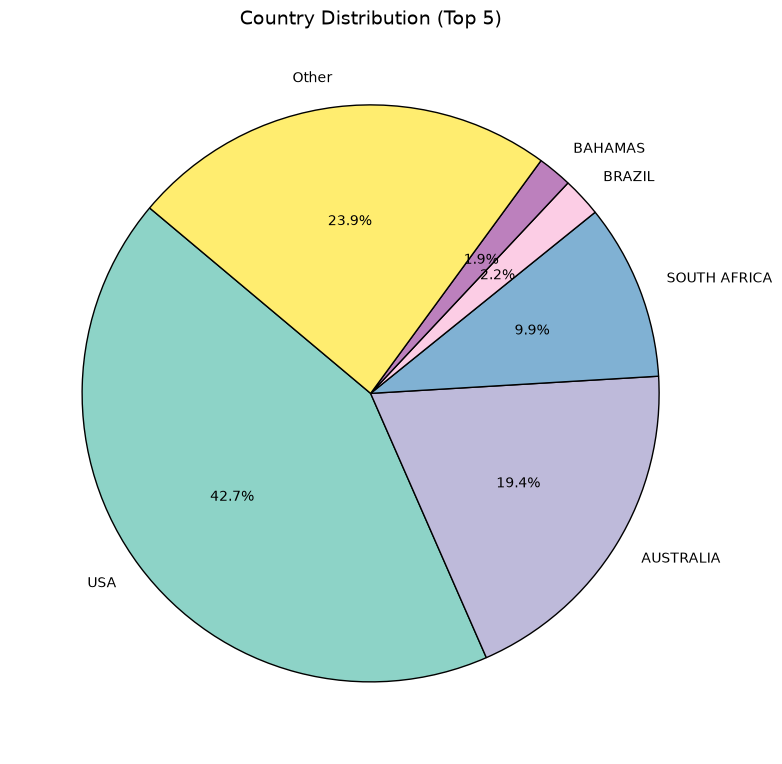 Country Distribution (Top 5)
Other
BAHAMAS
BRAZIL
23.9%
1.9%
2.2%
SOUTH AFRICA
9.9%
42.7%
19.4%
AUSTRALIA
USA